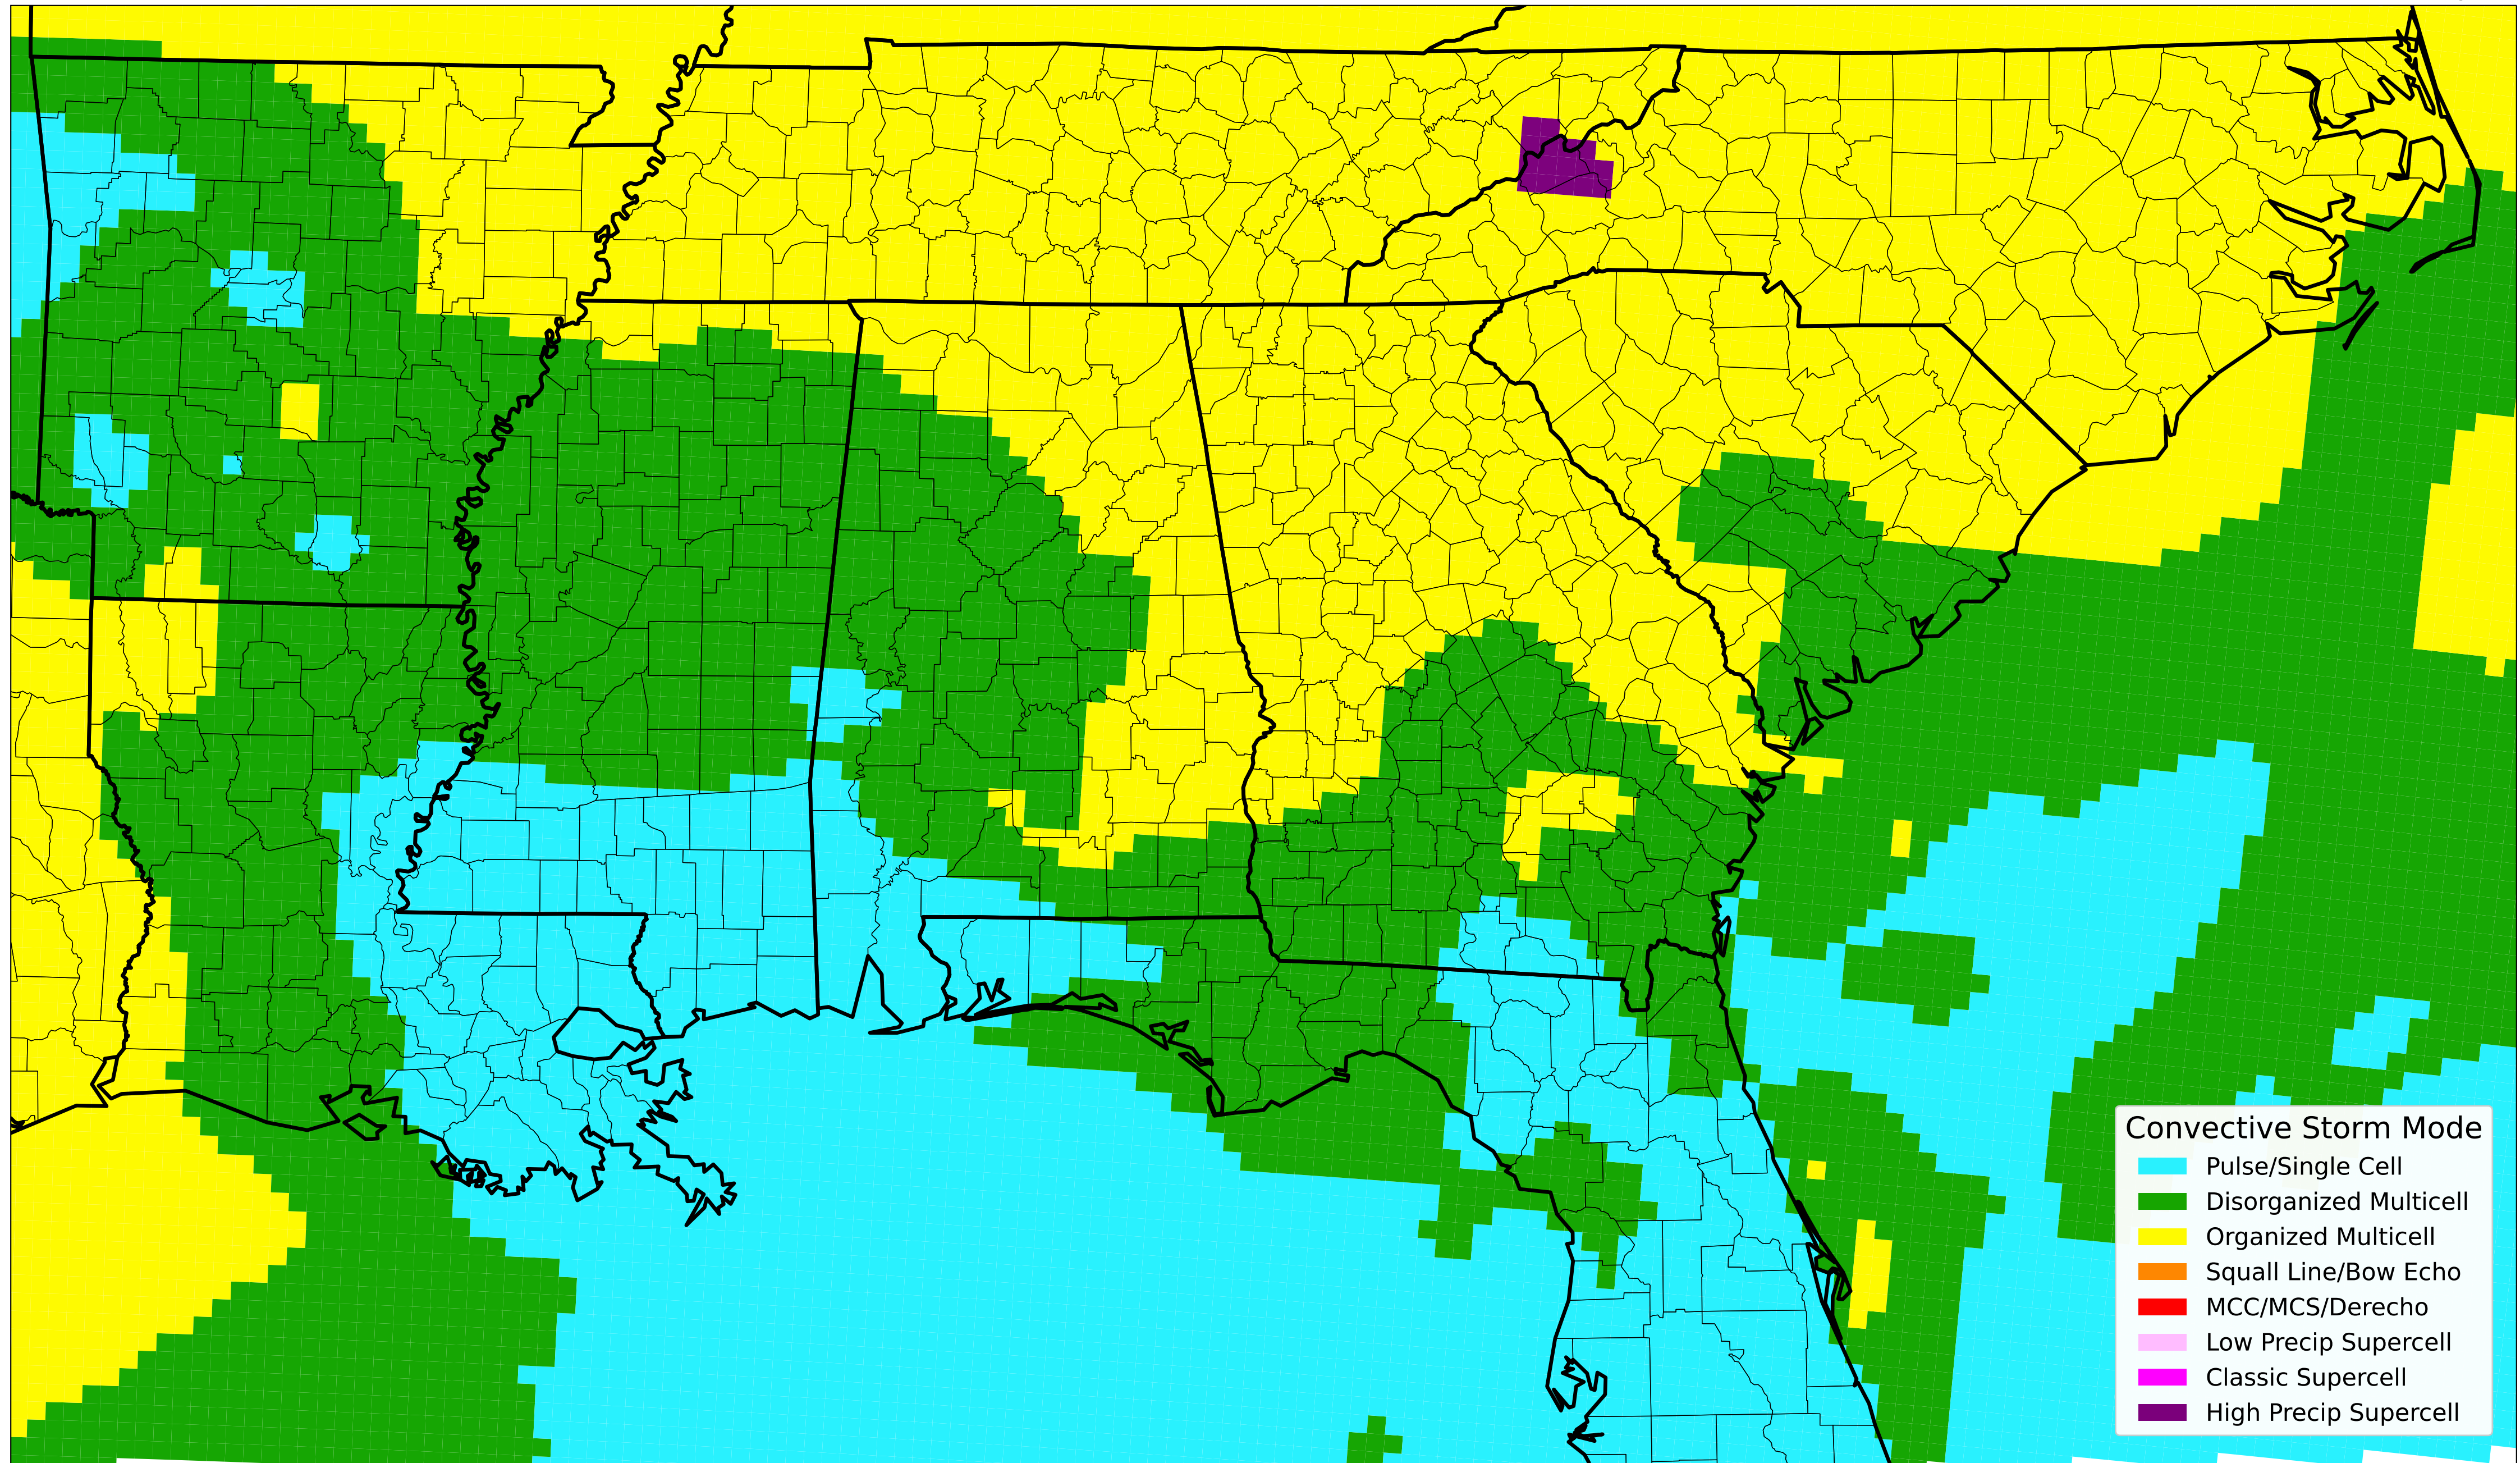 Convective Storm Mode
Pulse/Single Cell
Disorganized Multicell
Organized Multicell
Squall Line/Bow Echo
MCC/MCS/Derecho
Low Precip Supercell
Classic Supercell
High Precip Supercell